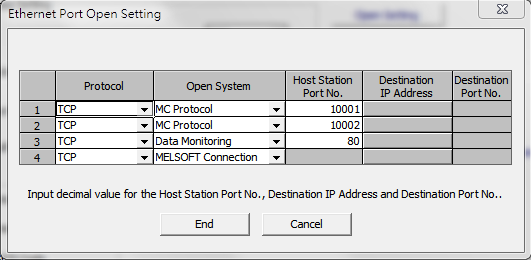 Ethernet Port Open Setting
Protocol Open System Host Station Port No. Destination IP Address Destination Port No.
1 TCP MC Protocol 10001
2 TCP MC Protocol 10002
3 TCP Data Monitoring 80
4 TCP MELSOFT Connection
Input decimal value for the Host Station Port No., Destination IP Address and Destination Port No..
End Cancel